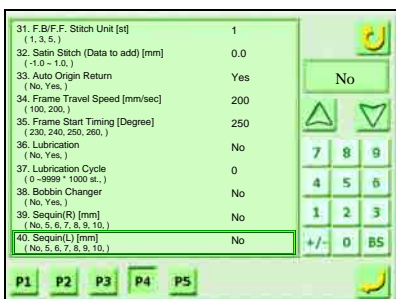 31. F.B/F.F. Stitch Unit [st] 1
( 1, 3, 5, )
32. Satin Stitch (Data to add) [mm] 0.0
( -1.0 ~ 1.0, )
33. Auto Origin Return Yes
( No, Yes, )
34. Frame Travel Speed [mm/sec] 200
( 100, 200, )
35. Frame Start Timing [Degree] 250
( 230, 240, 250, 260, )
36. Lubrication No
( No, Yes, )
37. Lubrication Cycle 0
( 0 ~9999 * 1000 st., )
38. Bobbin Changer No
( No, Yes, )
39. Sequin(R) [mm] No
( No, 5, 6, 7, 8, 9, 10, )
40. Sequin(L) [mm] No
( No, 5, 6, 7, 8, 9, 10, )
No
7 8 9
4 5 6
1 2 3
+/- 0 BS
P1 P2 P3 P4 P5